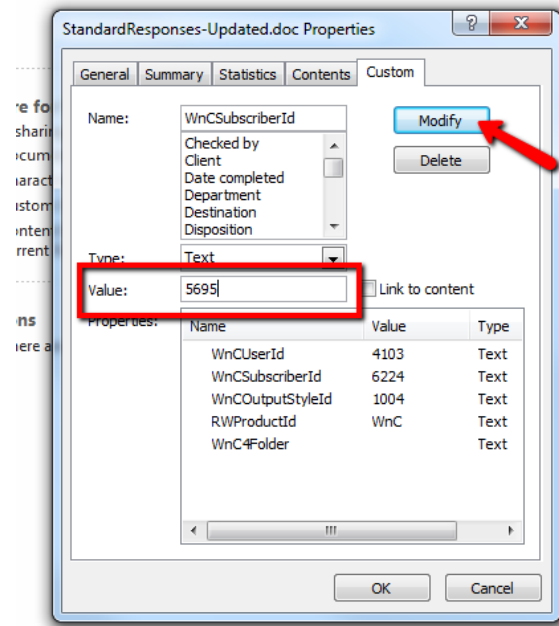 StandardResponses-Updated.doc Properties
?
X
General Summary Statistics Contents Custom
Name: WnCSubscriberId Modify
Checked by
Client
Date completed
Department
Destination
Disposition
Delete
Type: Text
Value: 5695 Link to content
Properties:
Name Value Type
WnCUserId 4103 Text
WnCSubscriberId 6224 Text
WnCOutputStyleId 1004 Text
RWProductId WnC Text
WnC4Folder Text
OK Cancel